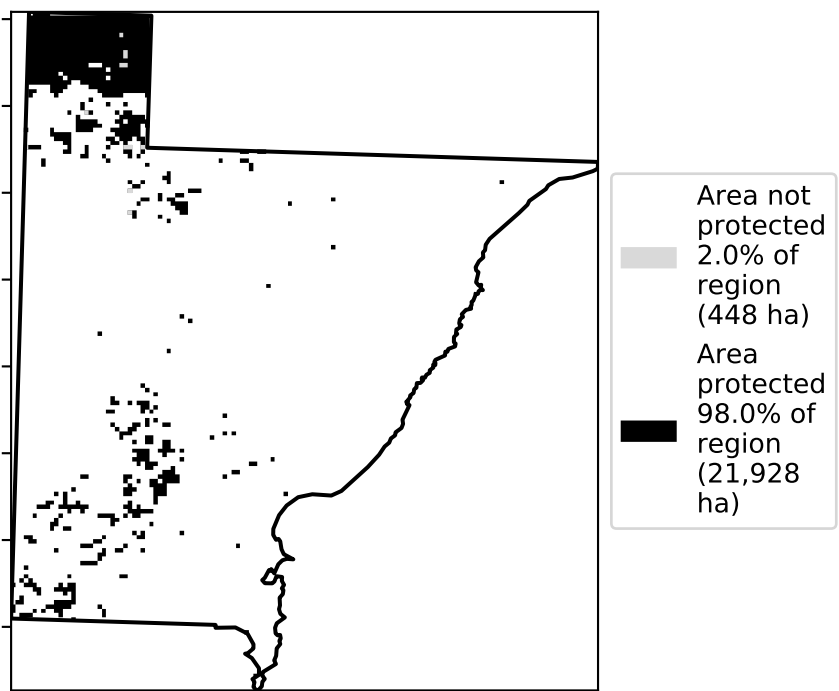 Area not
protected
2.0% of
region
(448 ha)
Area
protected
98.0% of
region
(21,928
ha)